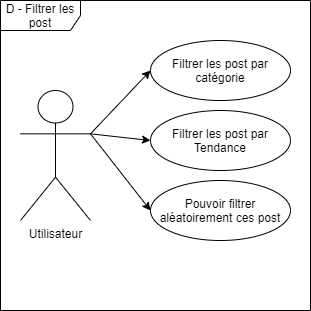 D - Filtrer les
post
Filtrer les post par
catégorie
Filtrer les post par
Tendance
Pouvoir filtrer
aléatoirement ces post
Utilisateur